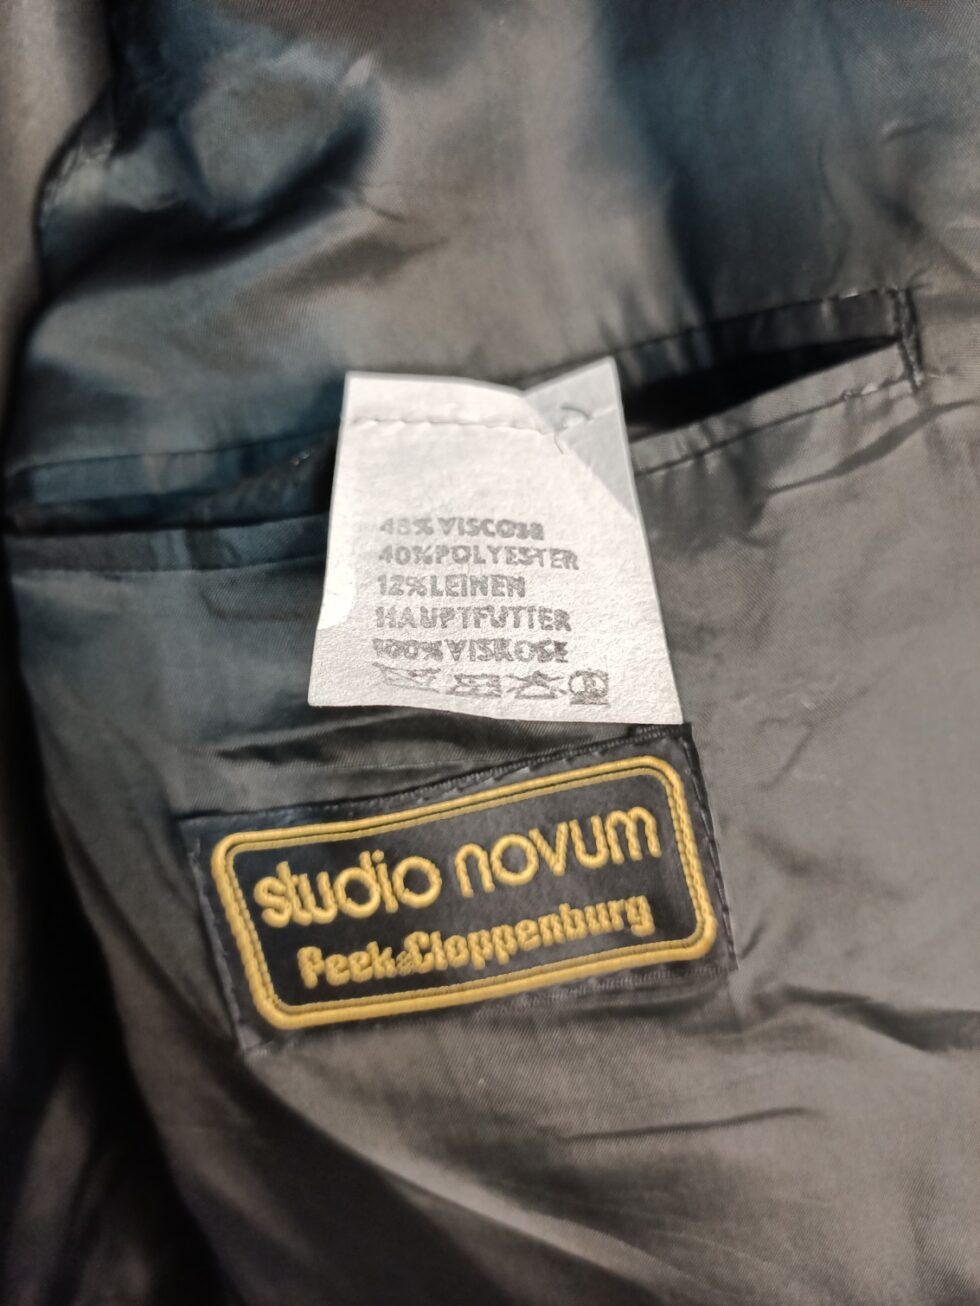 48% VISCOSE
40% POLYESTER
12% LEINEN
HAUPTFUTTER
100% VISKOSE
studio novum
Peek & Cloppenburg